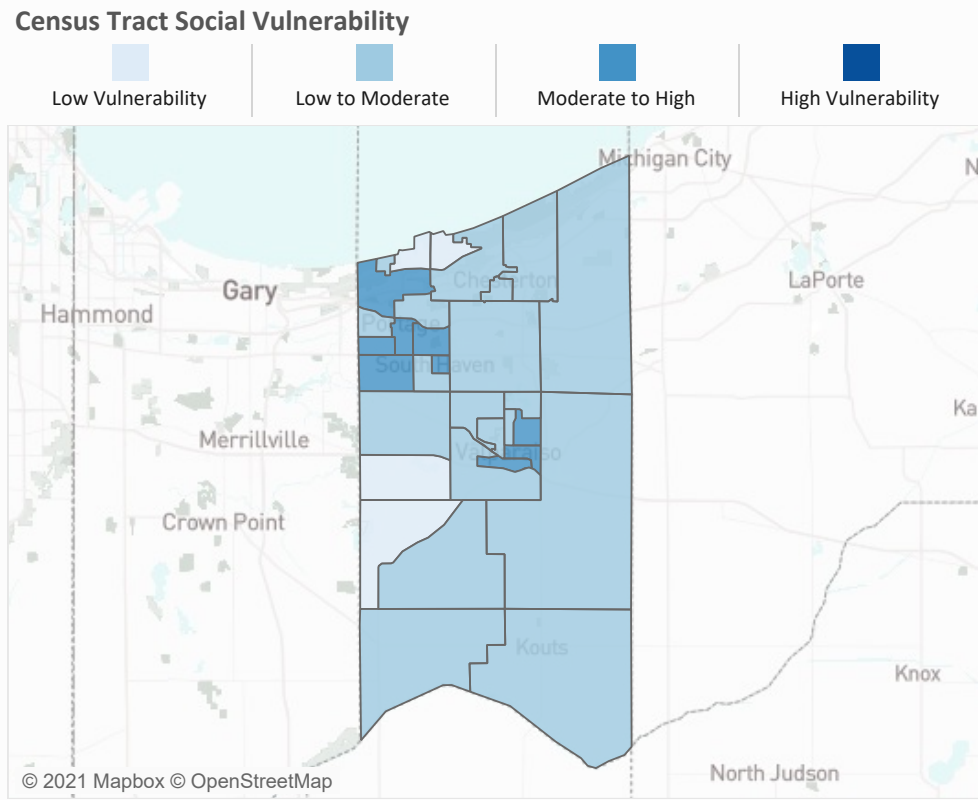 Census Tract Social Vulnerability
Low Vulnerability
Low to Moderate
Moderate to High
High Vulnerability
Michigan City
N
LaPorte
Chesterton
Gary
Hammond
Portage
South Haven
Ka
Merrillville
Valparaiso
Crown Point
Kouts
Knox
North Judson
© 2021 Mapbox © OpenStreetMap